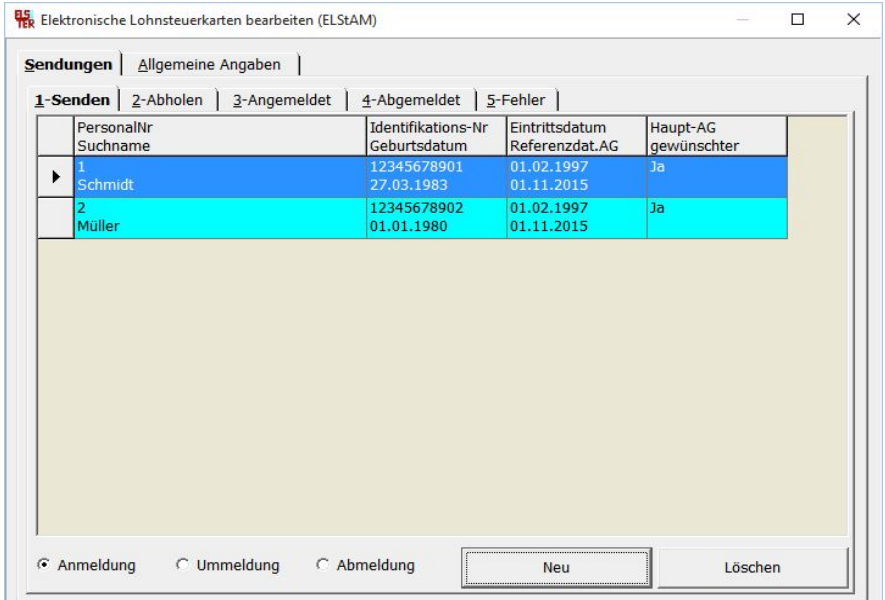 ELSTER Elektronische Lohnsteuerkarten bearbeiten (ELStAM)
Sendungen Allgemeine Angaben
1-Senden 2-Abholen 3-Angemeldet 4-Abgemeldet 5-Fehler
PersonalNr Identifikations-Nr Eintrittsdatum Haupt-AG
Suchname Geburtsdatum Referenzdat.AG gewünschter
1 12345678901 01.02.1997 Ja
Schmidt 27.03.1983 01.11.2015
2 12345678902 01.02.1997 Ja
Müller 01.01.1980 01.11.2015
Anmeldung Ummeldung Abmeldung Neu Löschen